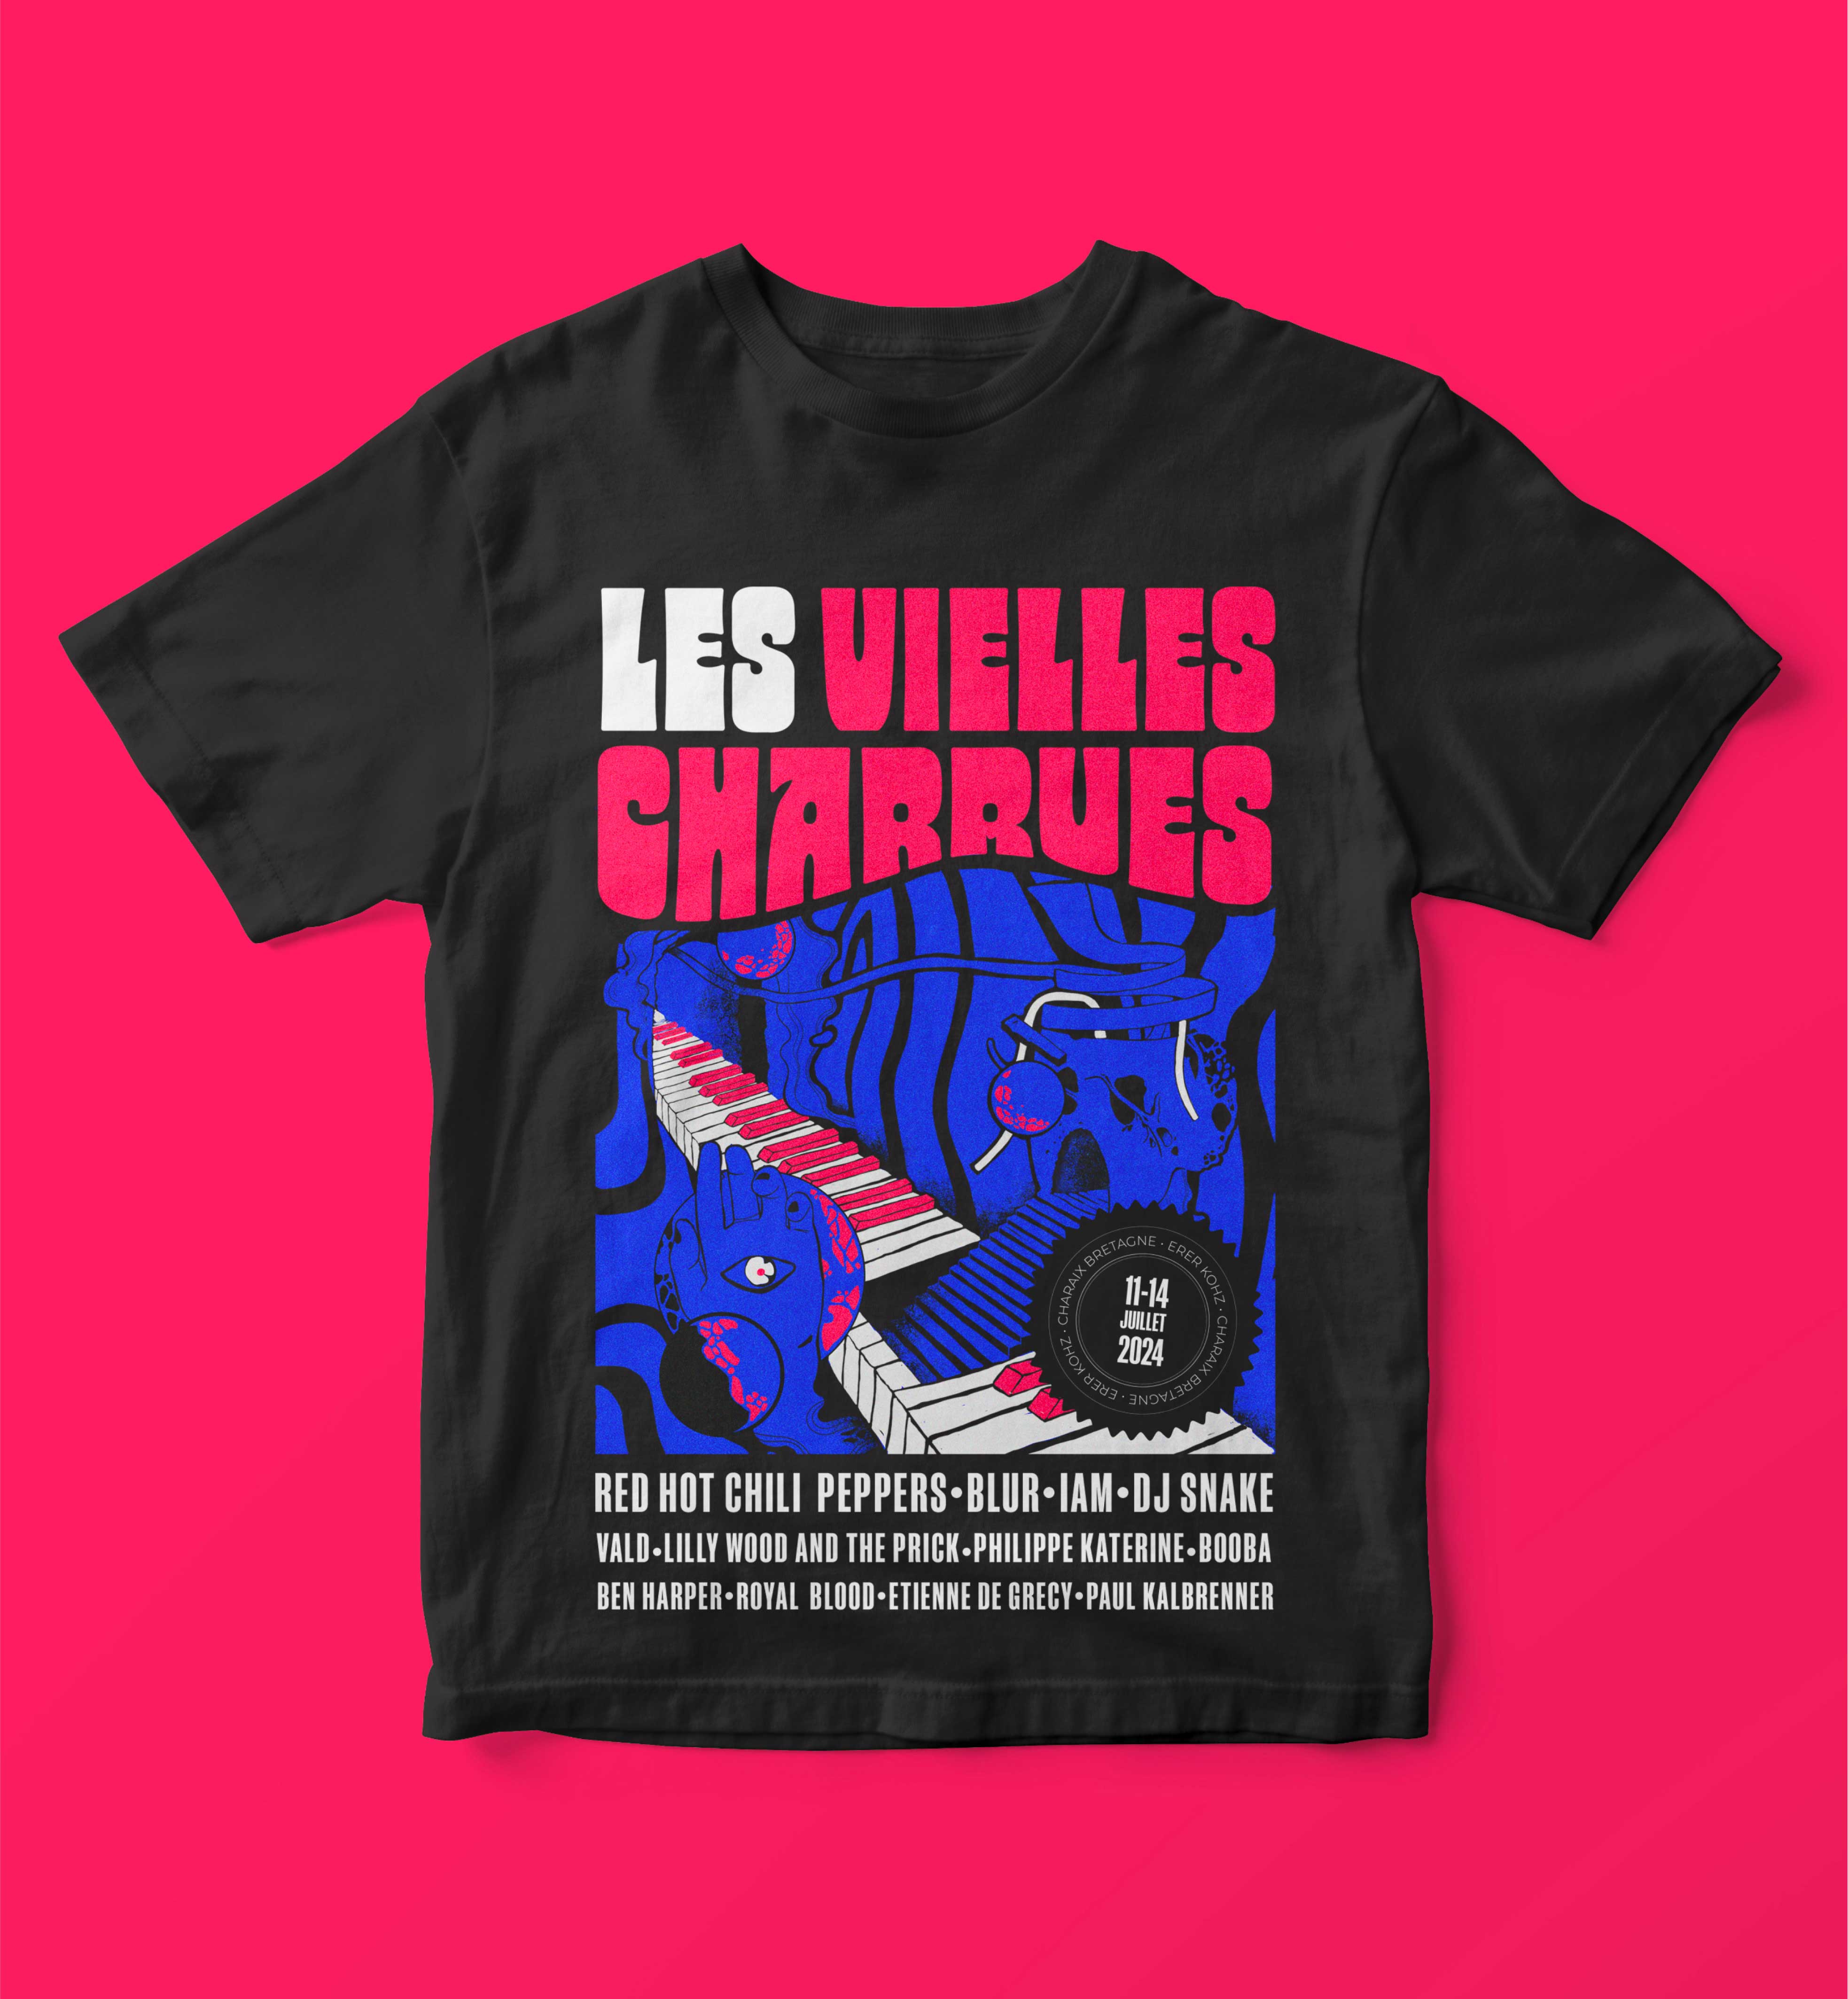 LES VIELLES
CHARRUES
CHARAIX BRETAGNE · ERER KOHZ · CHARAIX BRETAGNE · ERER KOHZ ·
11-14
JUILLET
2024
RED HOT CHILI PEPPERS•BLUR•IAM•DJ SNAKE
VALD•LILLY WOOD AND THE PRICK•PHILIPPE KATERINE•BOOBA
BEN HARPER•ROYAL BLOOD•ETIENNE DE GRECY•PAUL KALBRENNER